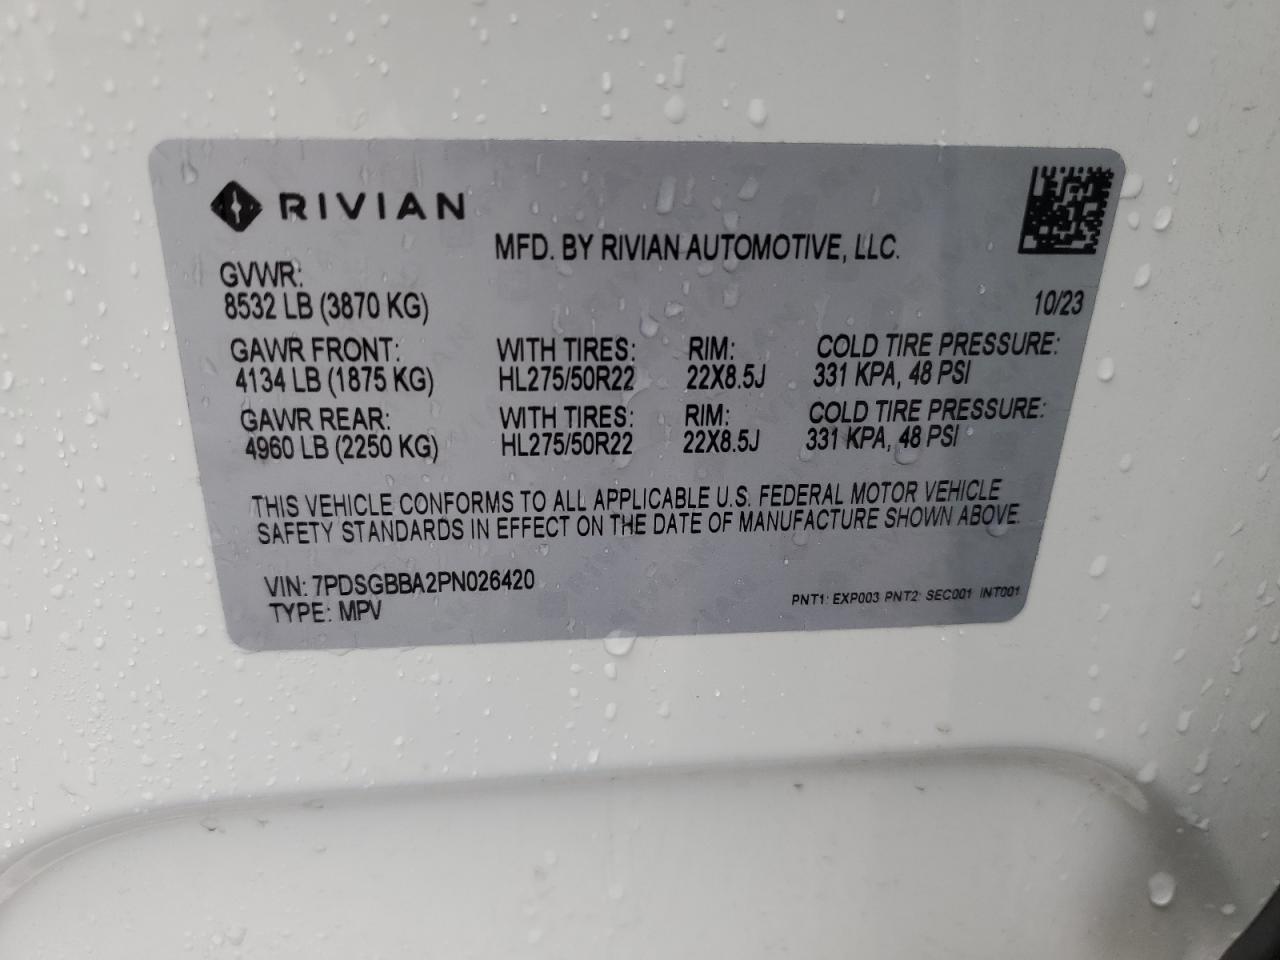 RIVIAN
MFD. BY RIVIAN AUTOMOTIVE, LLC.
GVWR:
8532 LB (3870 KG)
10/23
GAWR FRONT: WITH TIRES: RIM: COLD TIRE PRESSURE:
4134 LB (1875 KG) HL275/50R22 22X8.5J 331 KPA, 48 PSI
GAWR REAR: WITH TIRES: RIM: COLD TIRE PRESSURE:
4960 LB (2250 KG) HL275/50R22 22X8.5J 331 KPA, 48 PSI
THIS VEHICLE CONFORMS TO ALL APPLICABLE U.S. FEDERAL MOTOR VEHICLE
SAFETY STANDARDS IN EFFECT ON THE DATE OF MANUFACTURE SHOWN ABOVE.
VIN: 7PDSGBBA2PN026420
TYPE: MPV
PNT1: EXP003 PNT2: SEC001 INT001